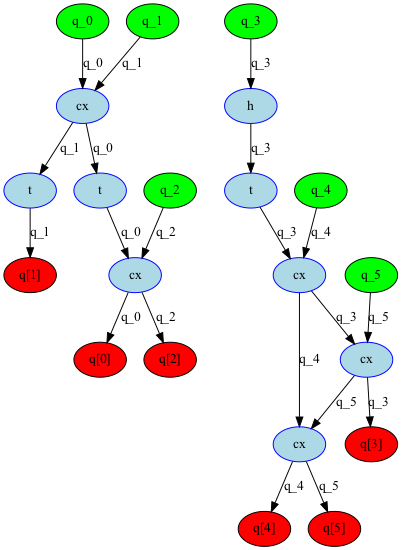 q_0 q_1 q_3
q_0 q_1 q_3
cx h
q_1 q_0 q_3
t t q_2 t q_4
q_1 q_0 q_2 q_3 q_4
q[1] cx cx q_5
q_0 q_2 q_3 q_5
q[0] q[2] q_4 cx
q_5 q_3
cx q[3]
q_4 q_5
q[4] q[5]